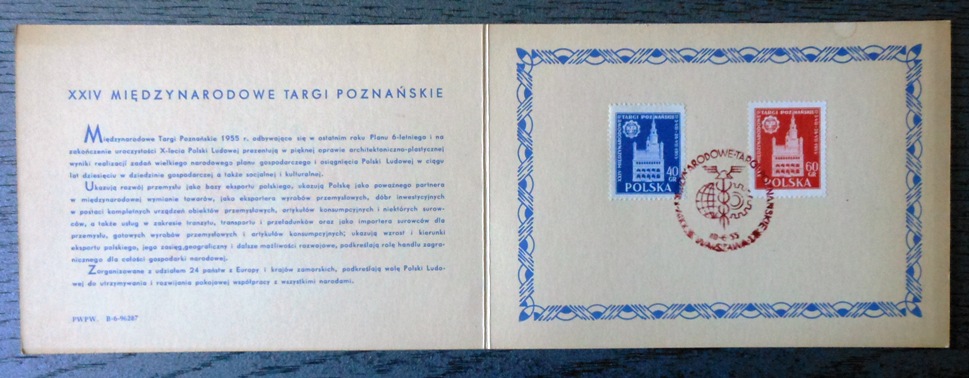 XXIV MIĘDZYNARODOWE TARGI POZNAŃSKIE
Międzynarodowe Targi Poznańskie 1955 r. odbywające się w ostatnim roku Planu 6-letniego i na
zakończenie uroczystości X-lecia Polski Ludowej prezentują w pięknej oprawie architektoniczno-plastycznej
wyniki realizacji zadań wielkiego narodowego planu gospodarczego i osiągnięcia Polski Ludowej w ciągu
lat dziesięciu w dziedzinie gospodarczej a także socjalnej i kulturalnej.
Ukazują rozwój przemysłu jako bazy eksportu polskiego, ukazują Polskę jako poważnego partnera
w międzynarodowej wymianie towarów, jako eksportera wyrobów przemysłowych, dóbr inwestycyjnych
w postaci kompletnych urządzeń obiektów przemysłowych, artykułów konsumpcyjnych i niektórych surow-
ców, a także usług w zakresie tranzytu, transportu i przeładunków oraz jako importera surowców dla
przemysłu, gotowych wyrobów przemysłowych i artykułów konsumpcyjnych; ukazują wzrost i kierunki
eksportu polskiego, jego zasięg geograficzny i dalsze możliwości rozwojowe, podkreślają rolę handlu zagra-
nicznego dla całości gospodarki narodowej.
Zorganizowane z udziałem 24 państw z Europy i krajów zamorskich, podkreślają wolę Polski Ludo-
wej do utrzymywania i rozwijania pokojowej współpracy z wszystkimi narodami.
PWPW. B-6-96287
XXIV MIĘDZYNARODOWE
TARGI POZNAŃSKIE
40
GR
POLSKA
TARGI POZNAŃSKIE
60
GR
POLSKA
WARSZAWA